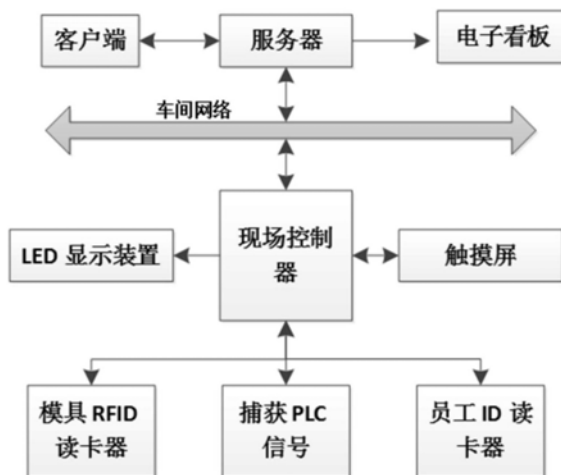 客户端
服务器
电子看板
车间网络
LED 显示装置
现场控制
器
触摸屏
模具 RFID
读卡器
捕获 PLC
信号
员工 ID 读
卡器